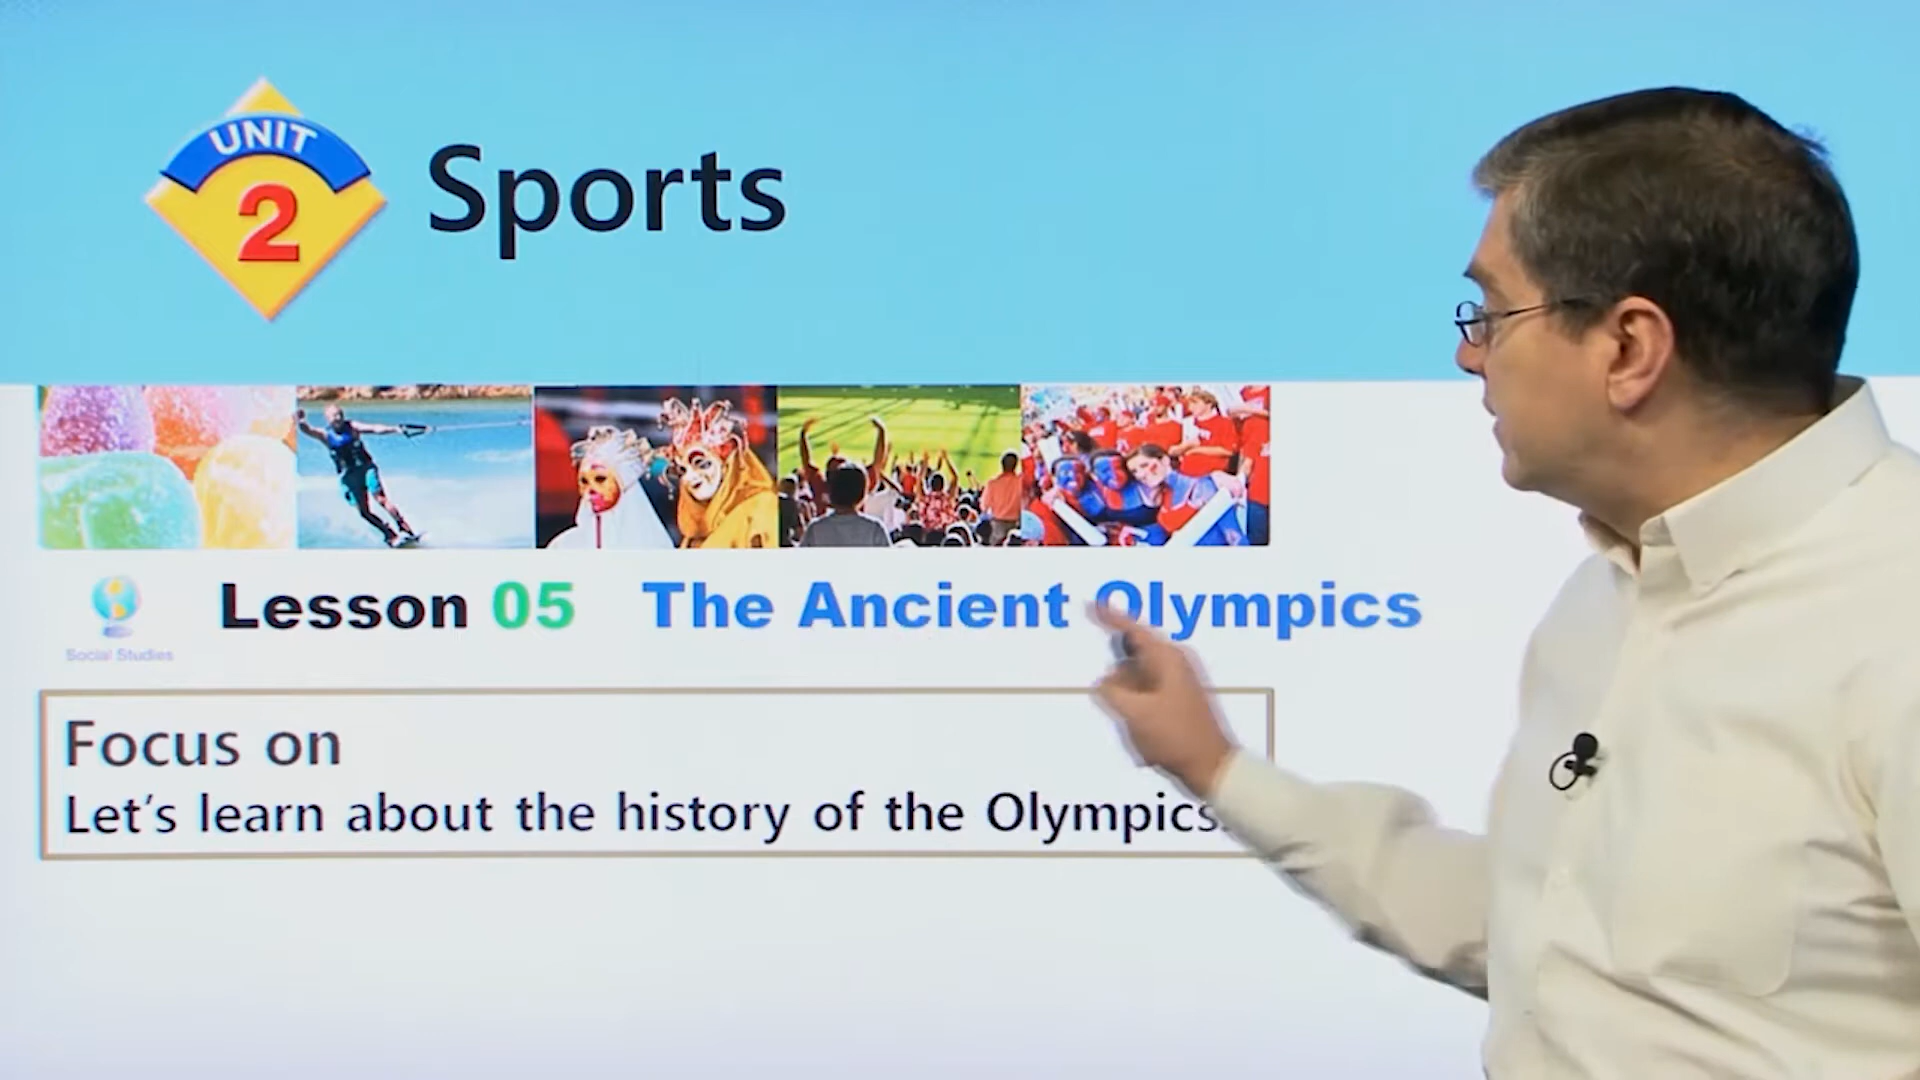 UNIT
2
Sports
Lesson 05 The Ancient Olympics
Social Studies
Focus on
Let's learn about the history of the Olympics.